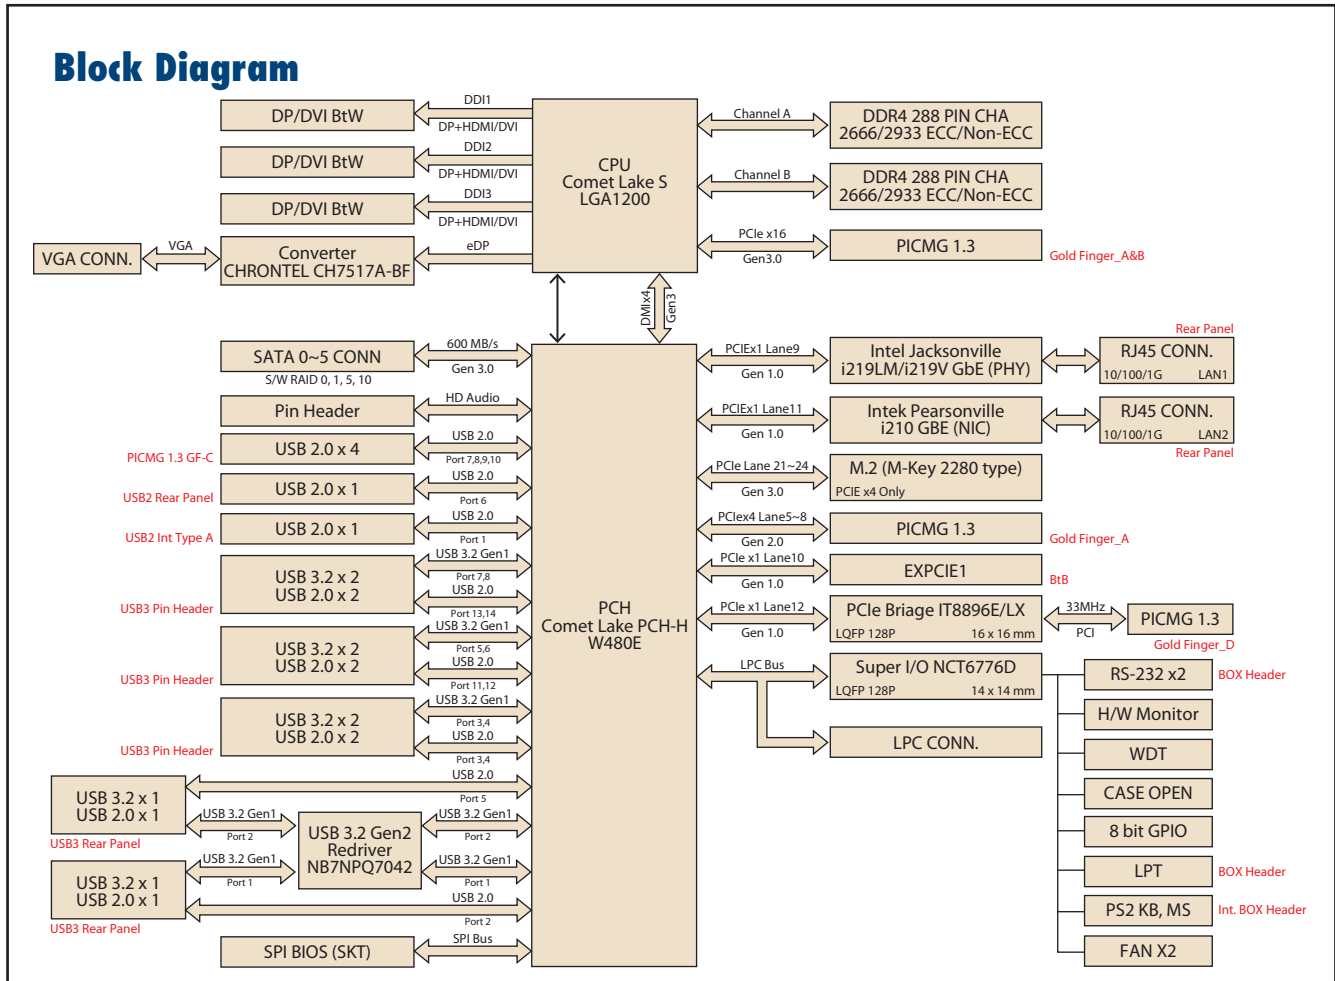 Block Diagram
DP/DVI BtW
DDI1
DP+HDMI/DVI
DP/DVI BtW
DDI2
DP+HDMI/DVI
DP/DVI BtW
DDI3
DP+HDMI/DVI
VGA CONN.
VGA
Converter
CHRONTEL CH7517A-BF
eDP
CPU
Comet Lake S
LGA1200
Channel A
DDR4 288 PIN CHA
2666/2933 ECC/Non-ECC
Channel B
DDR4 288 PIN CHA
2666/2933 ECC/Non-ECC
PCIe x16
Gen3.0
PICMG 1.3
Gold Finger_A&B
DMIx4
Gen3
SATA 0~5 CONN
S/W RAID 0, 1, 5, 10
600 MB/s
Gen 3.0
Pin Header
HD Audio
PICMG 1.3 GF-C
USB 2.0 x 4
USB 2.0
Port 7,8,9,10
USB2 Rear Panel
USB 2.0 x 1
USB 2.0
Port 6
USB2 Int Type A
USB 2.0 x 1
USB 2.0
Port 1
USB3 Pin Header
USB 3.2 x 2
USB 2.0 x 2
USB 3.2 Gen1
Port 7,8
USB 2.0
Port 13,14
USB3 Pin Header
USB 3.2 x 2
USB 2.0 x 2
USB 3.2 Gen1
Port 5,6
USB 2.0
Port 11,12
USB3 Pin Header
USB 3.2 x 2
USB 2.0 x 2
USB 3.2 Gen1
Port 3,4
USB 2.0
Port 3,4
USB 3.2 x 1
USB 2.0 x 1
USB3 Rear Panel
USB 2.0
Port 5
USB 3.2 Gen1
Port 2
USB 3.2 Gen2
Redriver
NB7NPQ7042
USB 3.2 Gen1
Port 2
USB 3.2 x 1
USB 2.0 x 1
USB3 Rear Panel
USB 3.2 Gen1
Port 1
USB 3.2 Gen1
Port 1
USB 2.0
Port 2
SPI BIOS (SKT)
SPI Bus
PCH
Comet Lake PCH-H
W480E
PCIEx1 Lane9
Gen 1.0
Intel Jacksonville
i219LM/i219V GbE (PHY)
Rear Panel
RJ45 CONN.
10/100/1G LAN1
PCIEx1 Lane11
Gen 1.0
Intek Pearsonville
i210 GBE (NIC)
RJ45 CONN.
10/100/1G LAN2
Rear Panel
PCIe Lane 21~24
Gen 3.0
M.2 (M-Key 2280 type)
PCIE x4 Only
PCIex4 Lane5~8
Gen 2.0
PICMG 1.3
Gold Finger_A
PCIe x1 Lane10
Gen 1.0
EXPCIE1
BtB
PCIe x1 Lane12
Gen 1.0
PCIe Briage IT8896E/LX
LQFP 128P 16 x 16 mm
33MHz
PCI
PICMG 1.3
Gold Finger_D
LPC Bus
Super I/O NCT6776D
LQFP 128P 14 x 14 mm
LPC CONN.
RS-232 x2
BOX Header
H/W Monitor
WDT
CASE OPEN
8 bit GPIO
LPT
BOX Header
PS2 KB, MS
Int. BOX Header
FAN X2